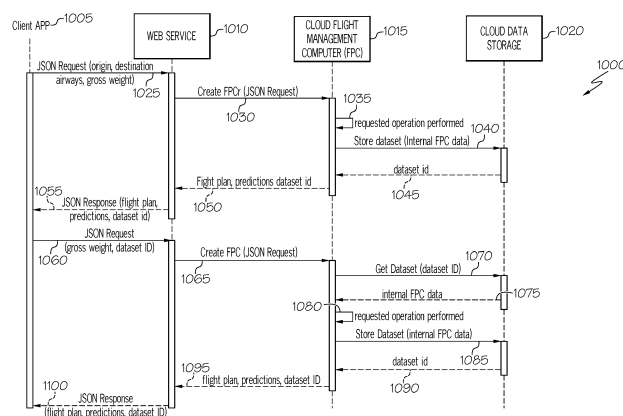 Client APP 1005
WEB SERVICE
1010
CLOUD FLIGHT
MANAGEMENT
COMPUTER (FPC)
1015
CLOUD DATA
STORAGE
1020
1000
JSON Request (origin, destination
airways, gross weight)
1025
Create FPCr (JSON Request)
1030
1035
requested operation performed
Store dataset (Internal FPC data)
1040
dataset id
1045
Fight plan, predictions dataset id
1050
1055
JSON Response (flight plan,
predictions, dataset id)
JSON Request
(gross weight, dataset ID)
1060
Create FPC (JSON Request)
1065
Get Dataset (dataset ID)
1070
internal FPC data
1075
1080
requested operation performed
Store Dataset (internal FPC data)
1085
dataset id
1090
1095
flight plan, predictions, dataset ID
1100
JSON Response
(flight plan, predictions, dataset ID)